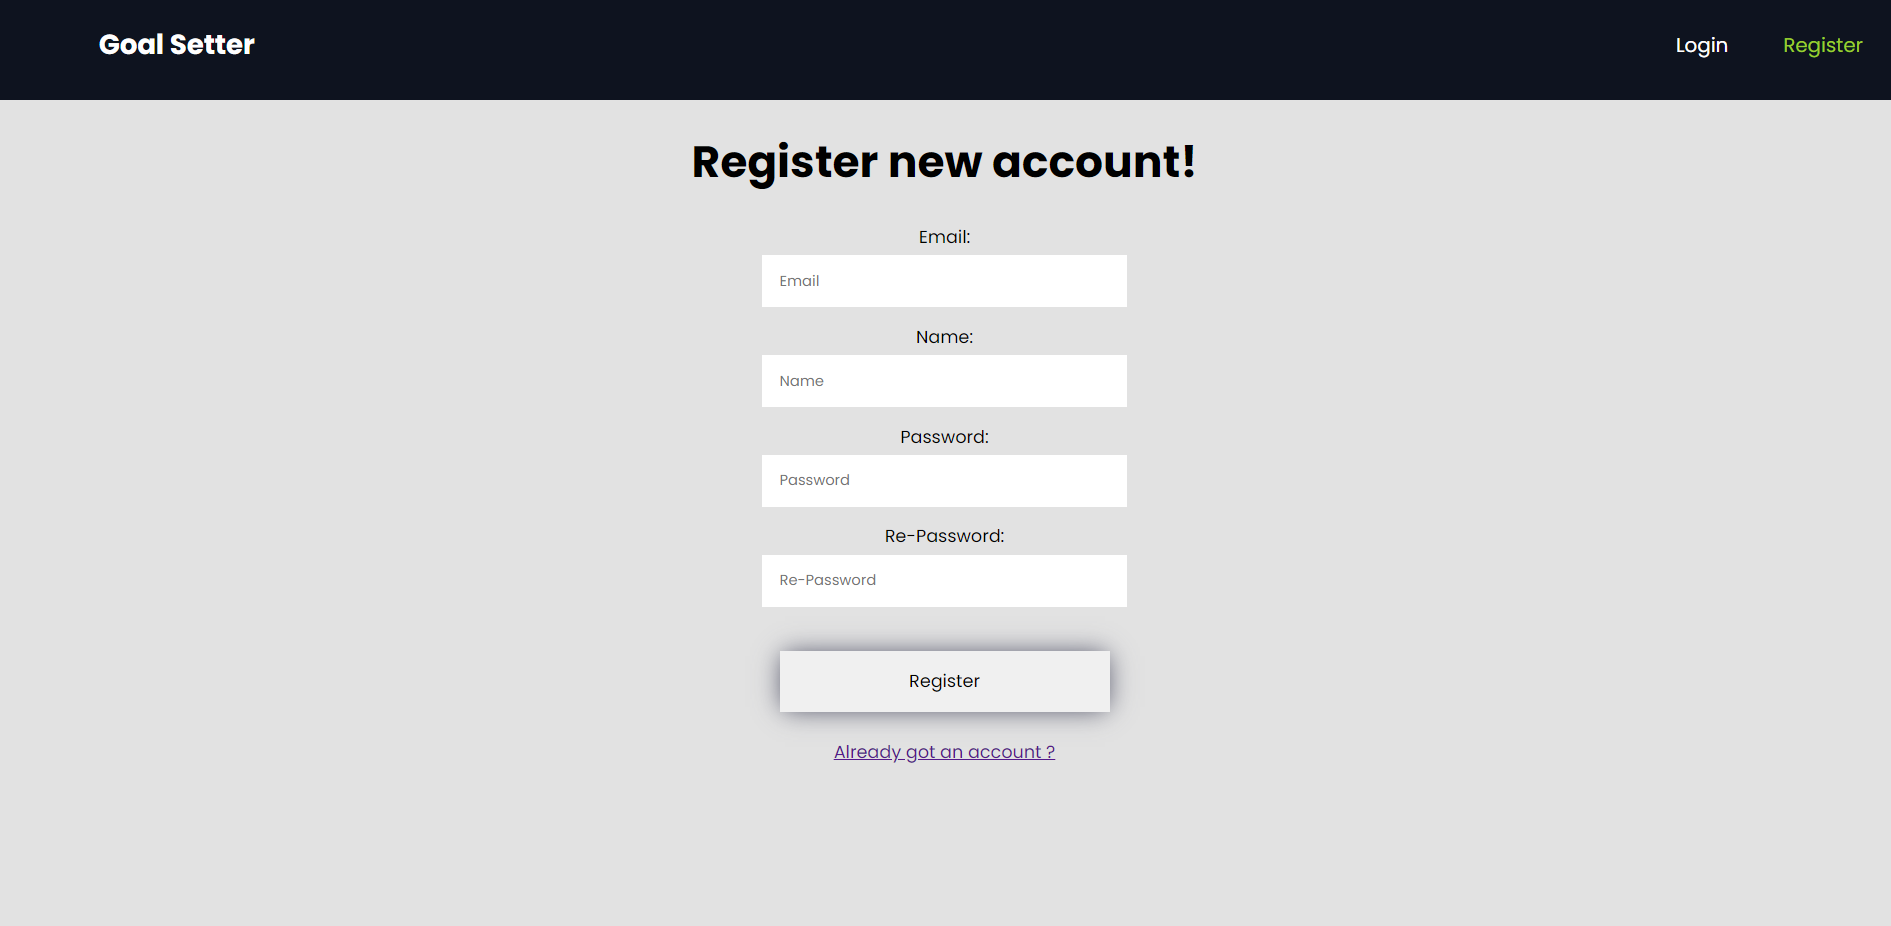 Goal Setter
Login
Register
Register new account!
Email:
Email
Name:
Name
Password:
Password
Re-Password:
Re-Password
Register
Already got an account ?